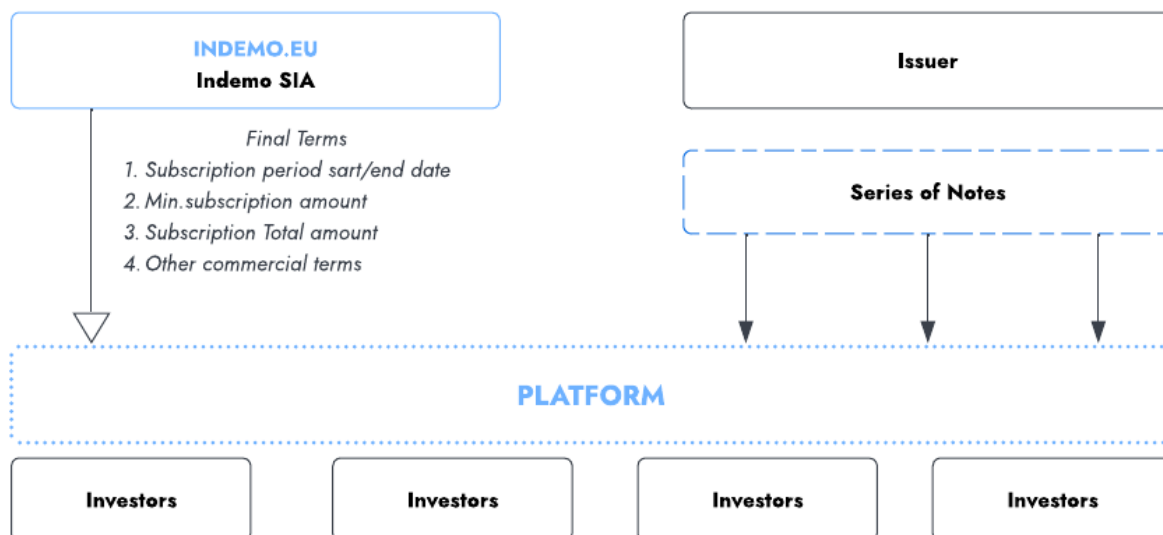 INDEMO.EU
Indemo SIA
Issuer
Final Terms
1. Subscription period sart/end date
2. Min.subscription amount
3. Subscription Total amount
4. Other commercial terms
Series of Notes
PLATFORM
Investors
Investors
Investors
Investors